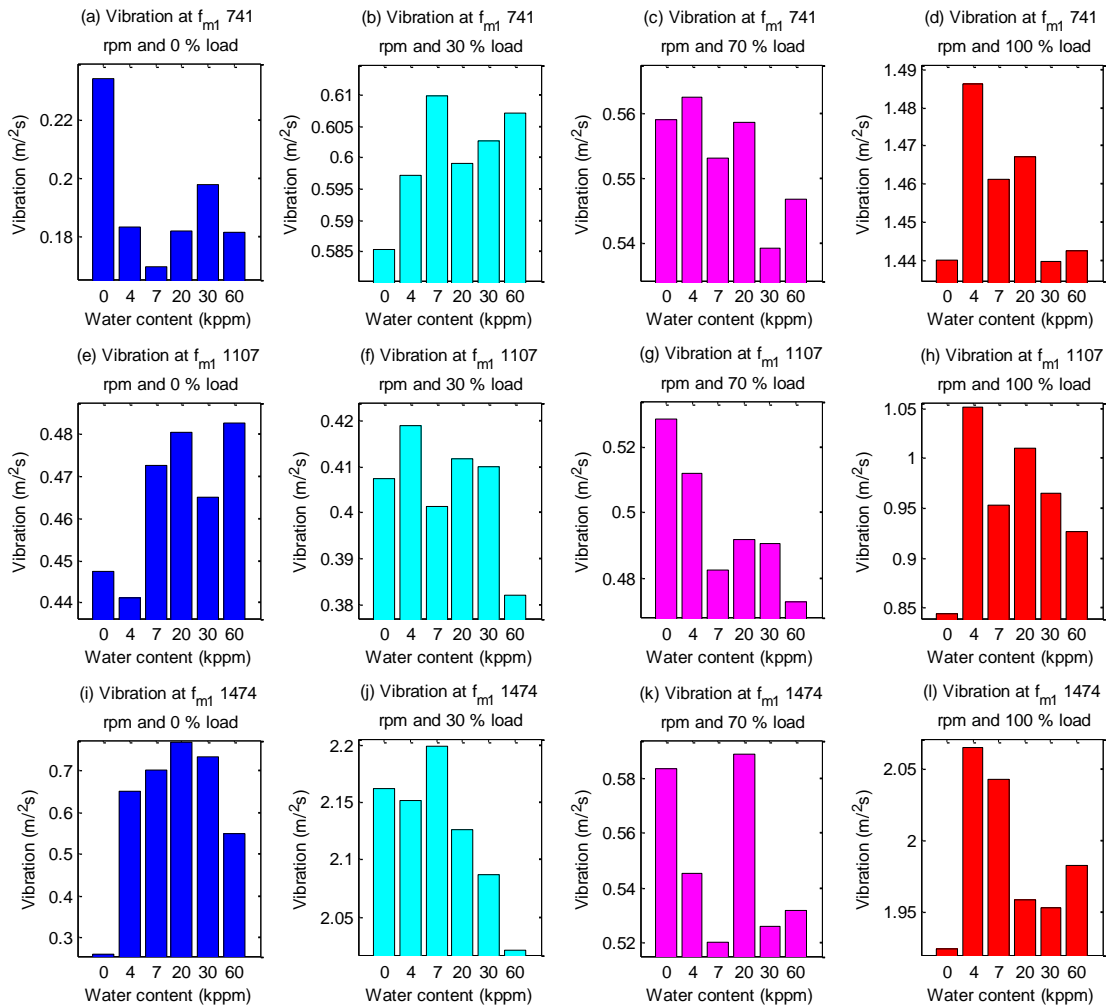 (a) Vibration at fm1 741
rpm and 0 % load
0.22
0.2
0.18
Vibration (m/2s)
0 4 7 20 30 60
Water content (kppm)
(b) Vibration at fm1 741
rpm and 30 % load
0.61
0.605
0.6
0.595
0.59
0.585
Vibration (m/2s)
0 4 7 20 30 60
Water content (kppm)
(c) Vibration at fm1 741
rpm and 70 % load
0.56
0.55
0.54
Vibration (m/2s)
0 4 7 20 30 60
Water content (kppm)
(d) Vibration at fm1 741
rpm and 100 % load
1.49
1.48
1.47
1.46
1.45
1.44
Vibration (m/2s)
0 4 7 20 30 60
Water content (kppm)
(e) Vibration at fm1 1107
rpm and 0 % load
0.48
0.47
0.46
0.45
0.44
Vibration (m/2s)
0 4 7 20 30 60
Water content (kppm)
(f) Vibration at fm1 1107
rpm and 30 % load
0.42
0.41
0.4
0.39
0.38
Vibration (m/2s)
0 4 7 20 30 60
Water content (kppm)
(g) Vibration at fm1 1107
rpm and 70 % load
0.52
0.5
0.48
Vibration (m/2s)
0 4 7 20 30 60
Water content (kppm)
(h) Vibration at fm1 1107
rpm and 100 % load
1.05
1
0.95
0.9
0.85
Vibration (m/2s)
0 4 7 20 30 60
Water content (kppm)
(i) Vibration at fm1 1474
rpm and 0 % load
0.7
0.6
0.5
0.4
0.3
Vibration (m/2s)
0 4 7 20 30 60
Water content (kppm)
(j) Vibration at fm1 1474
rpm and 30 % load
2.2
2.15
2.1
2.05
Vibration (m/2s)
0 4 7 20 30 60
Water content (kppm)
(k) Vibration at fm1 1474
rpm and 70 % load
0.58
0.56
0.54
0.52
Vibration (m/2s)
0 4 7 20 30 60
Water content (kppm)
(l) Vibration at fm1 1474
rpm and 100 % load
2.05
2
1.95
Vibration (m/2s)
0 4 7 20 30 60
Water content (kppm)